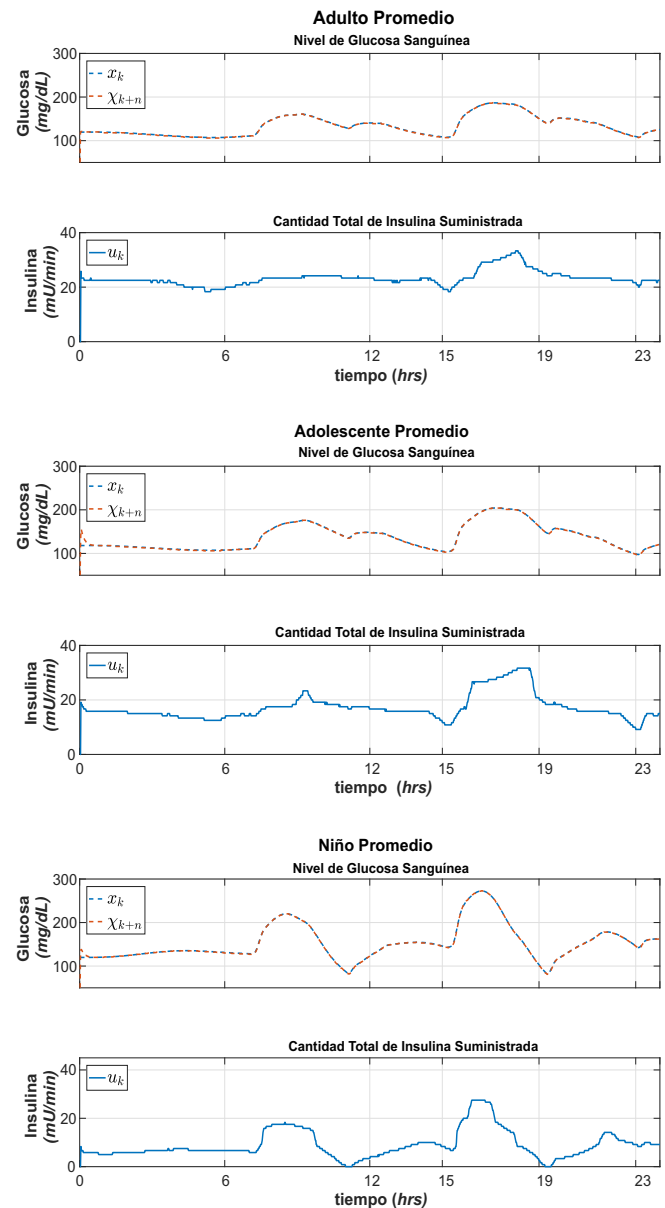 Adulto Promedio
Nivel de Glucosa Sanguínea
300
200
100
Glucosa
(mg/dL)
x_k
χ_{k+n}
Cantidad Total de Insulina Suministrada
40
20
0
Insulina
(mU/min)
u_k
0 6 12 15 19 23
tiempo (hrs)
Adolescente Promedio
Nivel de Glucosa Sanguínea
300
200
100
Glucosa
(mg/dL)
x_k
χ_{k+n}
Cantidad Total de Insulina Suministrada
40
20
0
Insulina
(mU/min)
u_k
0 6 12 15 19 23
tiempo (hrs)
Niño Promedio
Nivel de Glucosa Sanguínea
300
200
100
Glucosa
(mg/dL)
x_k
χ_{k+n}
Cantidad Total de Insulina Suministrada
40
20
0
Insulina
(mU/min)
u_k
0 6 12 15 19 23
tiempo (hrs)